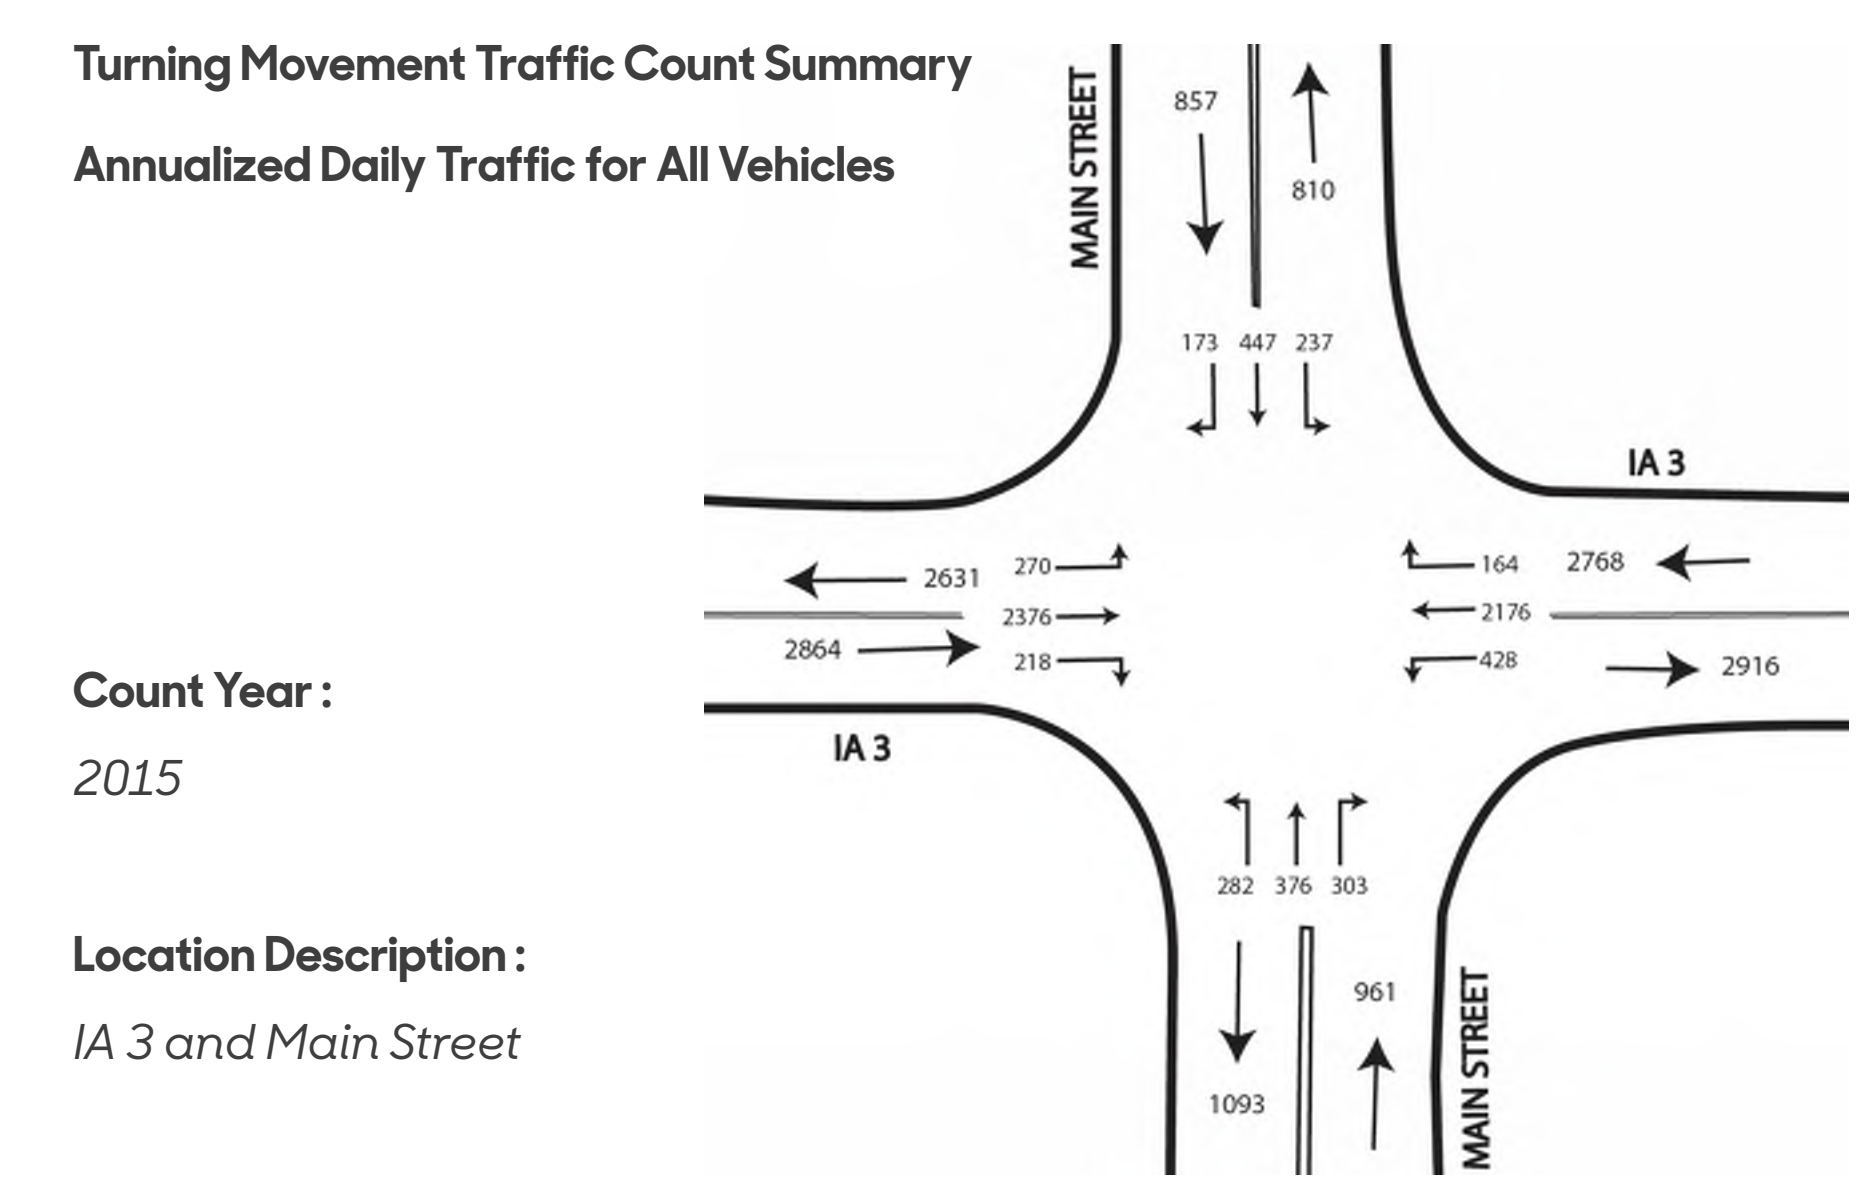 Turning Movement Traffic Count Summary
Annualized Daily Traffic for All Vehicles
MAIN STREET
857
810
173 447 237
IA 3
2631 270
164 2768
2376
2176
2864
218
428
2916
IA 3
282 376 303
961
1093
MAIN STREET
Count Year :
2015
Location Description :
IA 3 and Main Street